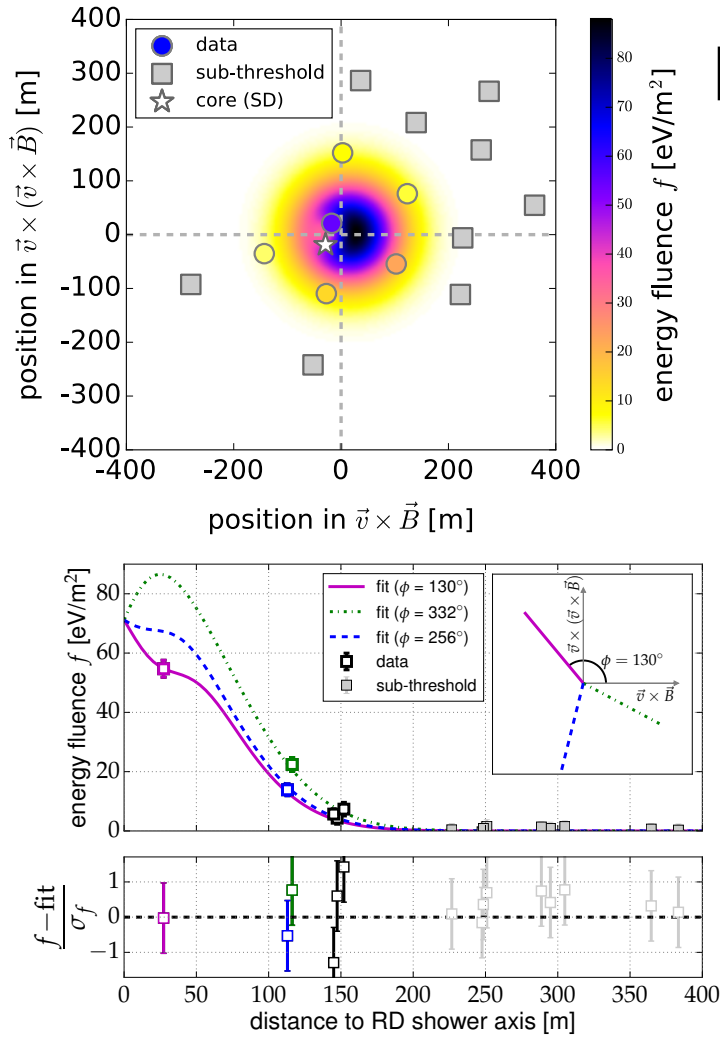 400
300
200
100
0
-100
-200
-300
-400
position in v⃗ × (v⃗ × B⃗) [m]
data
sub-threshold
core (SD)
-400
-200
0
200
400
position in v⃗ × B⃗ [m]
80
70
60
50
40
30
20
10
0
energy fluence f [eV/m²]
80
60
40
20
0
energy fluence f [eV/m²]
fit (ϕ = 130°)
fit (ϕ = 332°)
fit (ϕ = 256°)
data
sub-threshold
v⃗ × (v⃗ × B⃗)
ϕ = 130°
v⃗ × B⃗
1
0
−1
f−fit
σf
0
50
100
150
200
250
300
350
400
distance to RD shower axis [m]